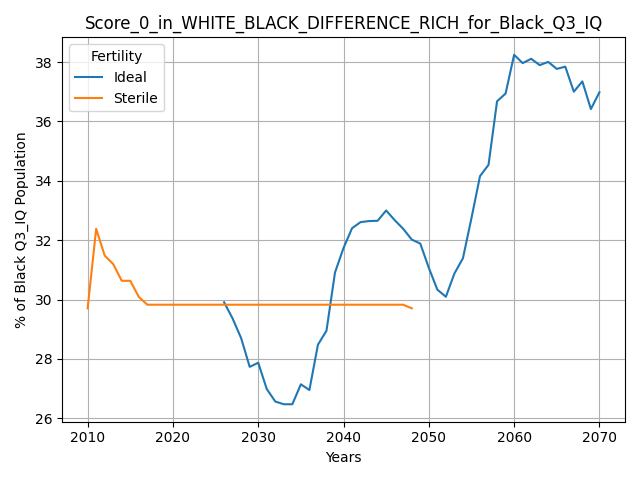 Score_0_in_WHITE_BLACK_DIFFERENCE_RICH_for_Black_Q3_IQ
Fertility
Ideal
Sterile
% of Black Q3_IQ Population
38
36
34
32
30
28
26
2010 2020 2030 2040 2050 2060 2070
Years